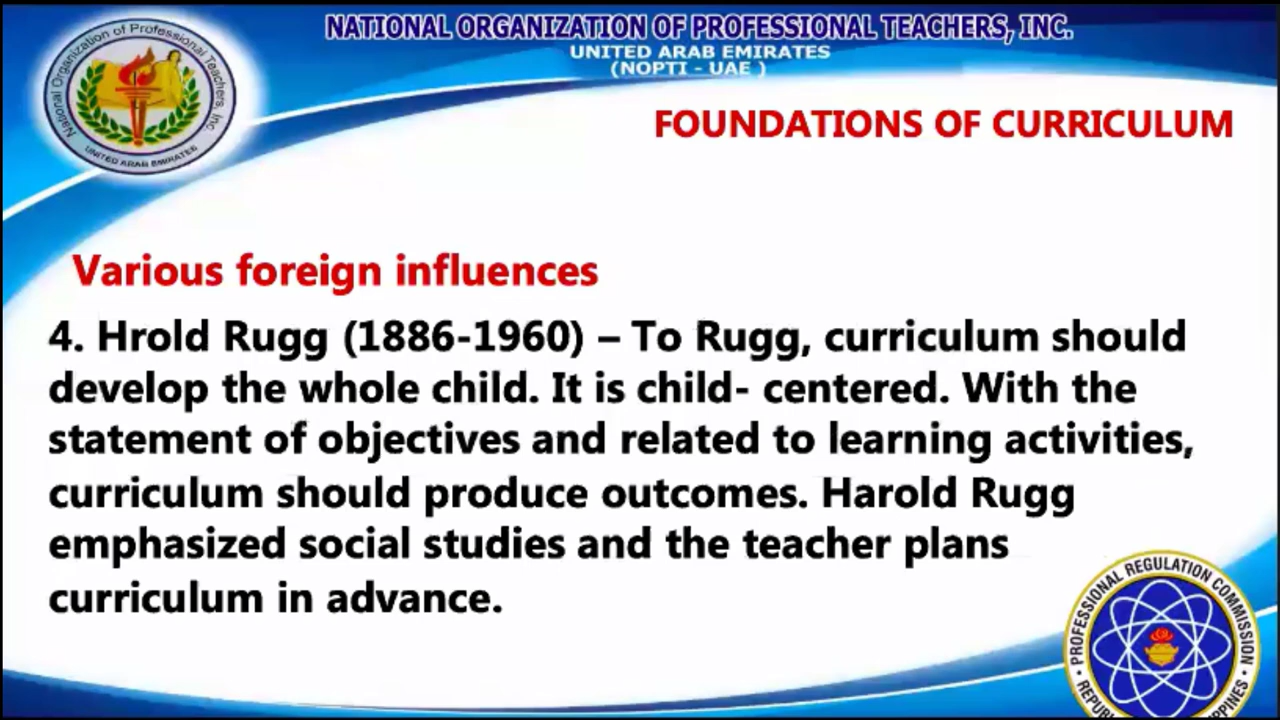 NATIONAL ORGANIZATION OF PROFESSIONAL TEACHERS, INC.
UNITED ARAB EMIRATES
(NOPTI - UAE )
National Organization of Professional Teachers, Inc.
UNITED ARAB EMIRATES
FOUNDATIONS OF CURRICULUM
Various foreign influences
4. Hrold Rugg (1886-1960) – To Rugg, curriculum should
develop the whole child. It is child- centered. With the
statement of objectives and related to learning activities,
curriculum should produce outcomes. Harold Rugg
emphasized social studies and the teacher plans
curriculum in advance.
PROFESSIONAL REGULATION COMMISSION